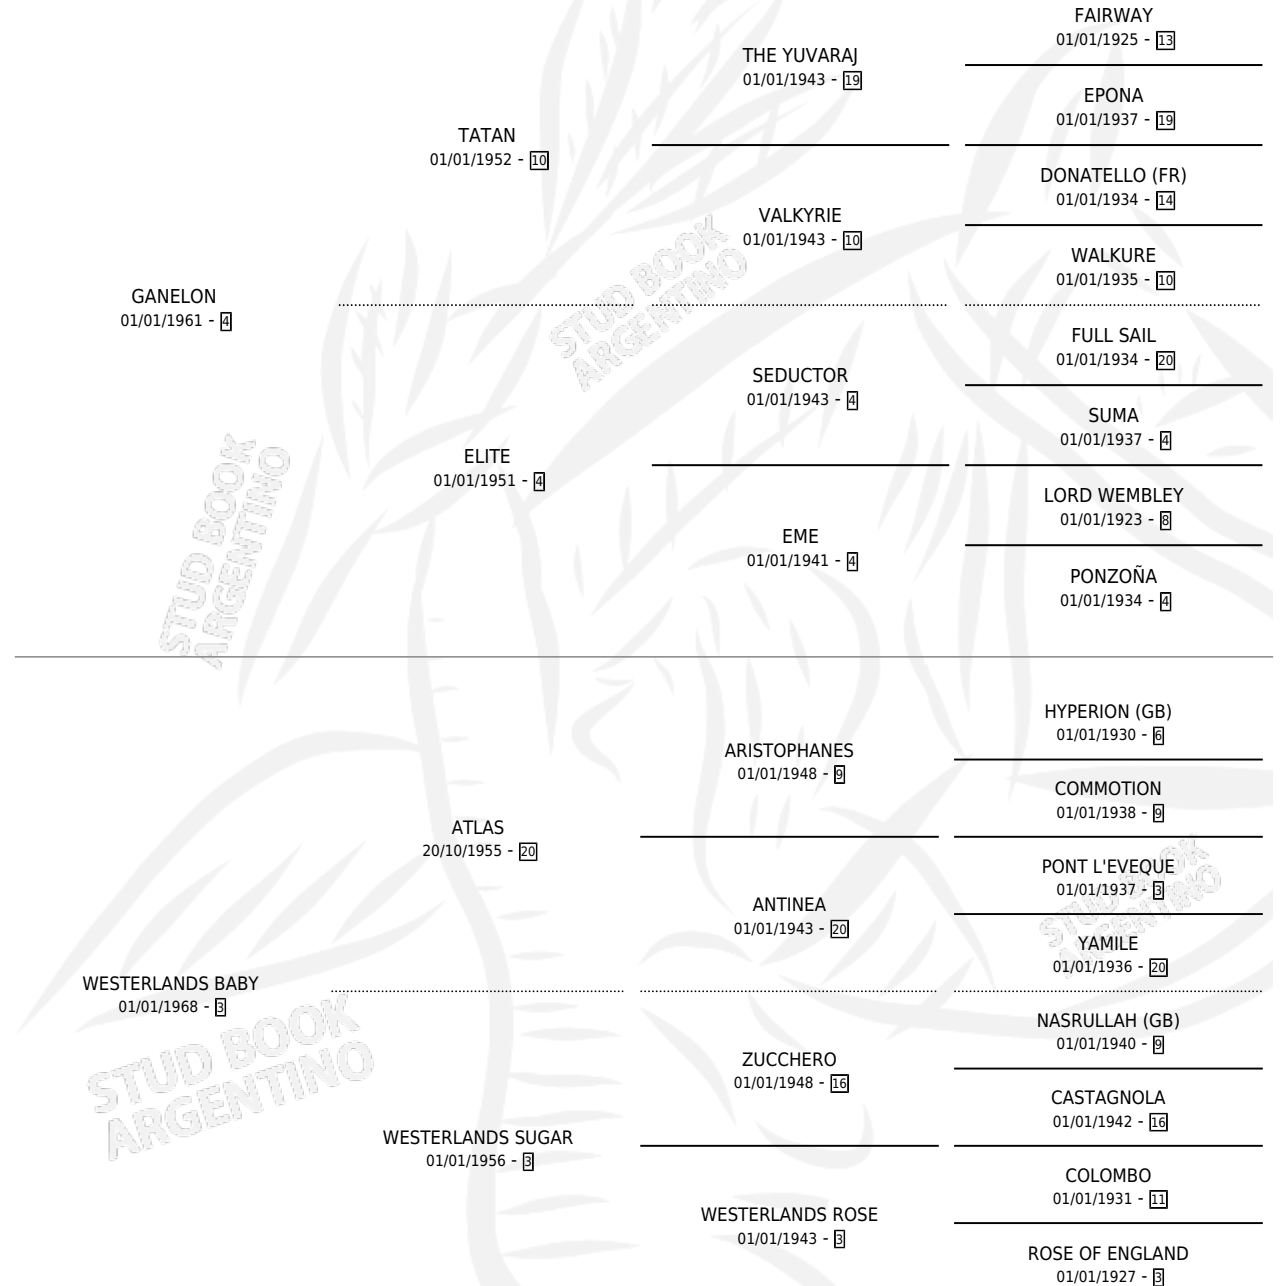 FAIRWAY
01/01/1925 - 13
THE YUVARAJ
01/01/1943 - 19
EPONA
01/01/1937 - 19
TATAN
01/01/1952 - 10
DONATELLO (FR)
01/01/1934 - 14
VALKYRIE
01/01/1943 - 10
WALKURE
01/01/1935 - 10
GANELON
01/01/1961 - 4
FULL SAIL
01/01/1934 - 20
SEDUCTOR
01/01/1943 - 4
SUMA
01/01/1937 - 4
ELITE
01/01/1951 - 4
LORD WEMBLEY
01/01/1923 - 8
EME
01/01/1941 - 4
PONZOÑA
01/01/1934 - 4
STUD BOOK
ARGENTINO
STUD BOOK
ARGENTINO
HYPERION (GB)
01/01/1930 - 6
ARISTOPHANES
01/01/1948 - 9
COMMOTION
01/01/1938 - 9
ATLAS
20/10/1955 - 20
PONT L'EVEQUE
01/01/1937 - 3
ANTINEA
01/01/1943 - 20
YAMILE
01/01/1936 - 20
WESTERLANDS BABY
01/01/1968 - 3
NASRULLAH (GB)
01/01/1940 - 9
ZUCCHERO
01/01/1948 - 16
CASTAGNOLA
01/01/1942 - 16
WESTERLANDS SUGAR
01/01/1956 - 3
COLOMBO
01/01/1931 - 11
WESTERLANDS ROSE
01/01/1943 - 3
ROSE OF ENGLAND
01/01/1927 - 3
STUD BOOK
ARGENTINO
STUD BOOK
ARGENTINO